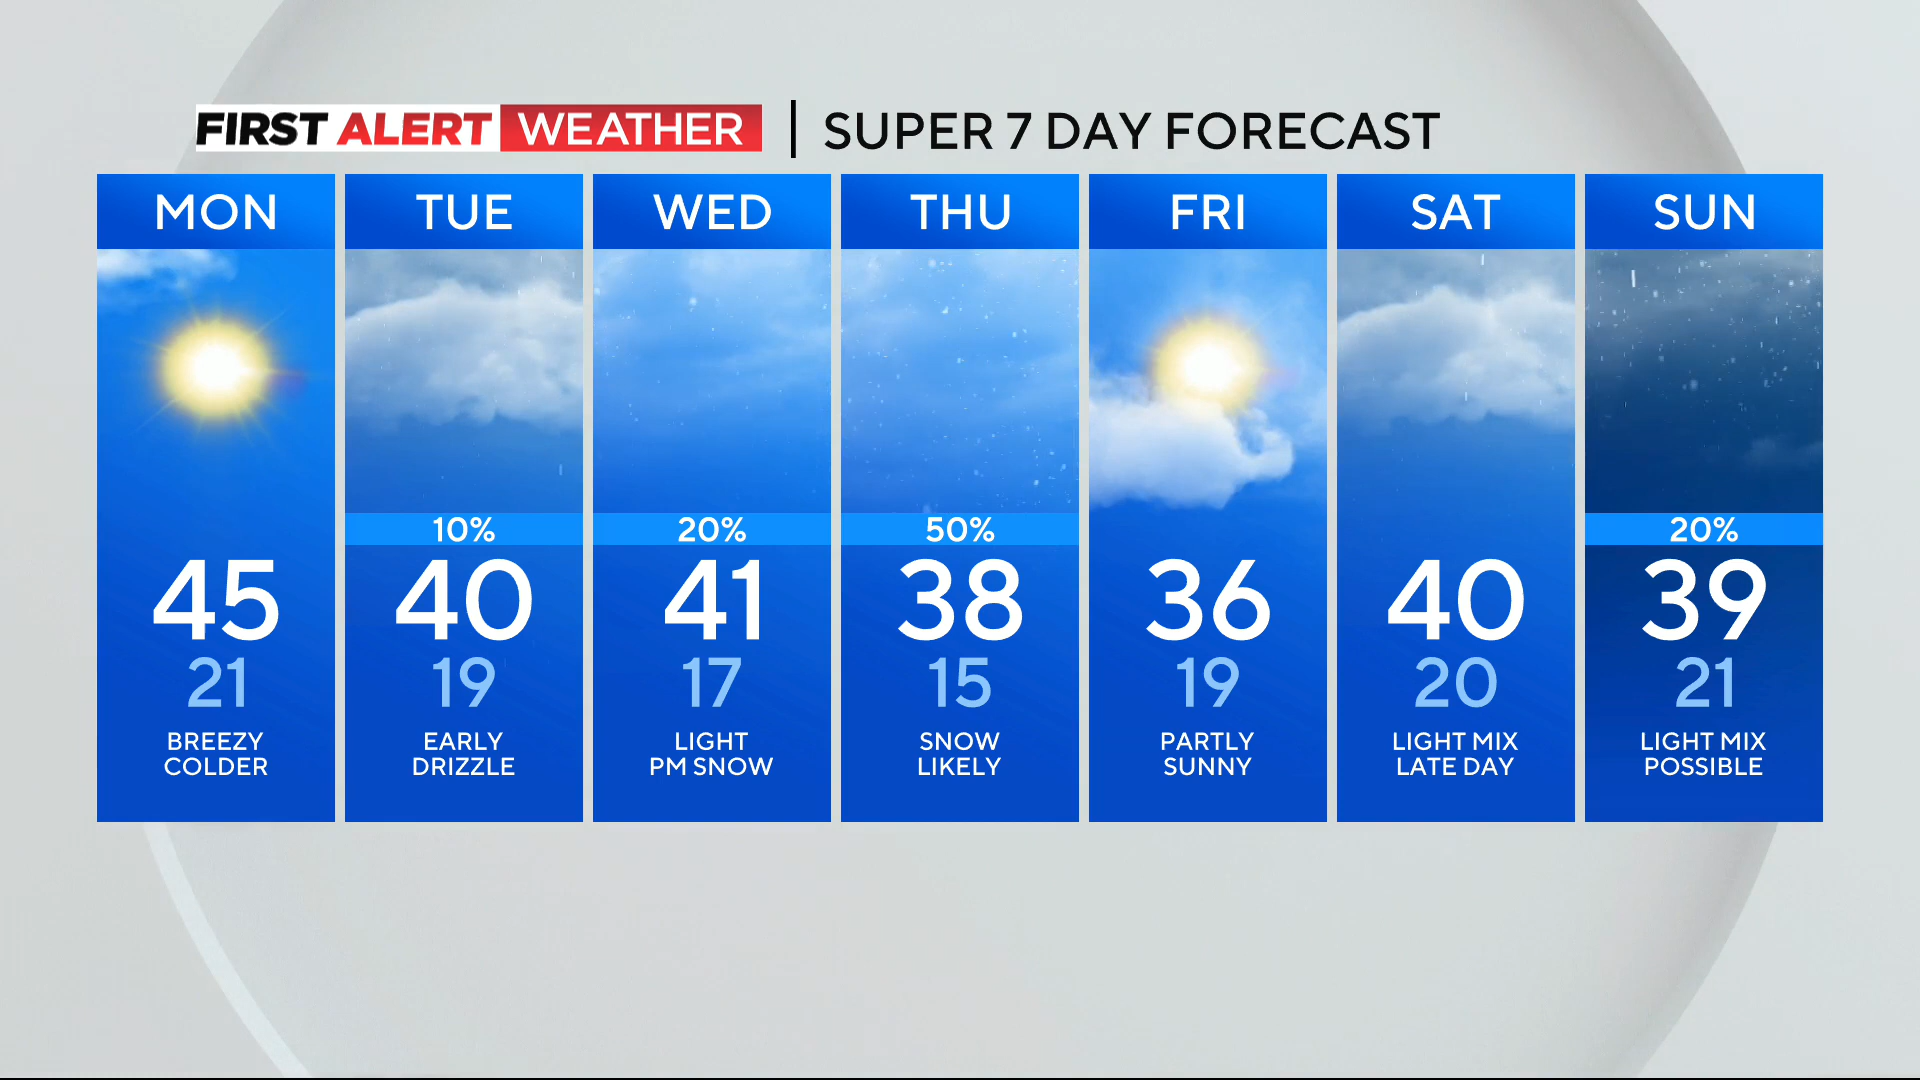 FIRST ALERT WEATHER | SUPER 7 DAY FORECAST
MON
45
21
BREEZY
COLDER
TUE
10%
40
19
EARLY
DRIZZLE
WED
20%
41
17
LIGHT
PM SNOW
THU
50%
38
15
SNOW
LIKELY
FRI
36
19
PARTLY
SUNNY
SAT
40
20
LIGHT MIX
LATE DAY
SUN
20%
39
21
LIGHT MIX
POSSIBLE